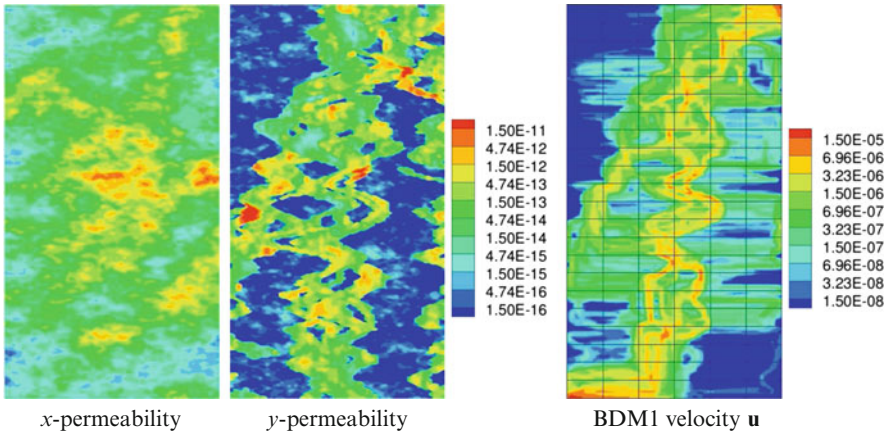 1.50E-11
4.74E-12
1.50E-12
4.74E-13
1.50E-13
4.74E-14
1.50E-14
4.74E-15
1.50E-15
4.74E-16
1.50E-16
1.50E-05
6.96E-06
3.23E-06
1.50E-06
6.96E-07
3.23E-07
1.50E-07
6.96E-08
3.23E-08
1.50E-08
x-permeability
y-permeability
BDM1 velocity u